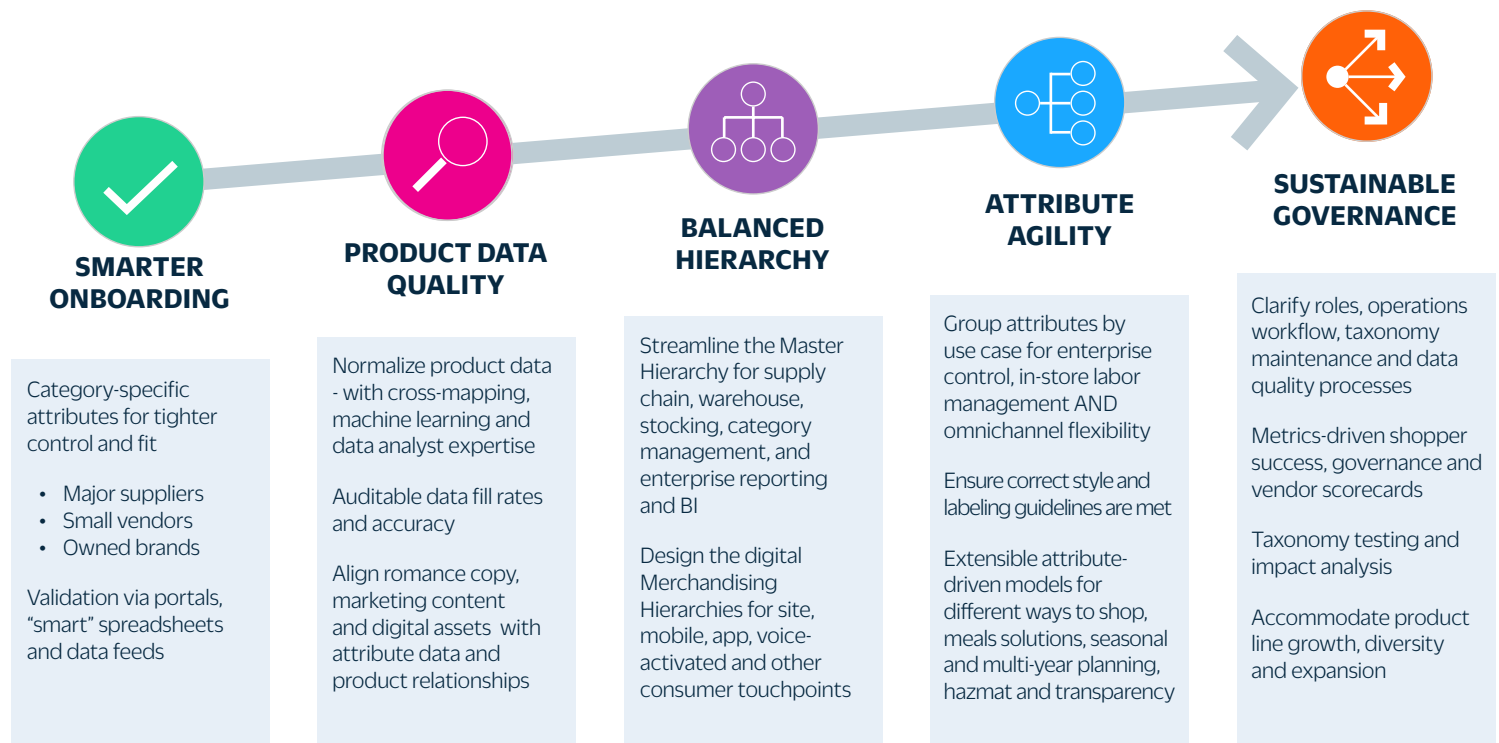 SMARTER
ONBOARDING
Category-specific
attributes for tighter
control and fit
• Major suppliers
• Small vendors
• Owned brands
Validation via portals,
“smart” spreadsheets
and data feeds
PRODUCT DATA
QUALITY
Normalize product data
- with cross-mapping,
machine learning and
data analyst expertise
Auditable data fill rates
and accuracy
Align romance copy,
marketing content
and digital assets with
attribute data and
product relationships
BALANCED
HIERARCHY
Streamline the Master
Hierarchy for supply
chain, warehouse,
stocking, category
management, and
enterprise reporting
and BI
Design the digital
Merchandising
Hierarchies for site,
mobile, app, voice-
activated and other
consumer touchpoints
ATTRIBUTE
AGILITY
Group attributes by
use case for enterprise
control, in-store labor
management AND
omnichannel flexibility
Ensure correct style and
labeling guidelines are met
Extensible attribute-
driven models for
different ways to shop,
meals solutions, seasonal
and multi-year planning,
hazmat and transparency
SUSTAINABLE
GOVERNANCE
Clarify roles, operations
workflow, taxonomy
maintenance and data
quality processes
Metrics-driven shopper
success, governance and
vendor scorecards
Taxonomy testing and
impact analysis
Accommodate product
line growth, diversity
and expansion